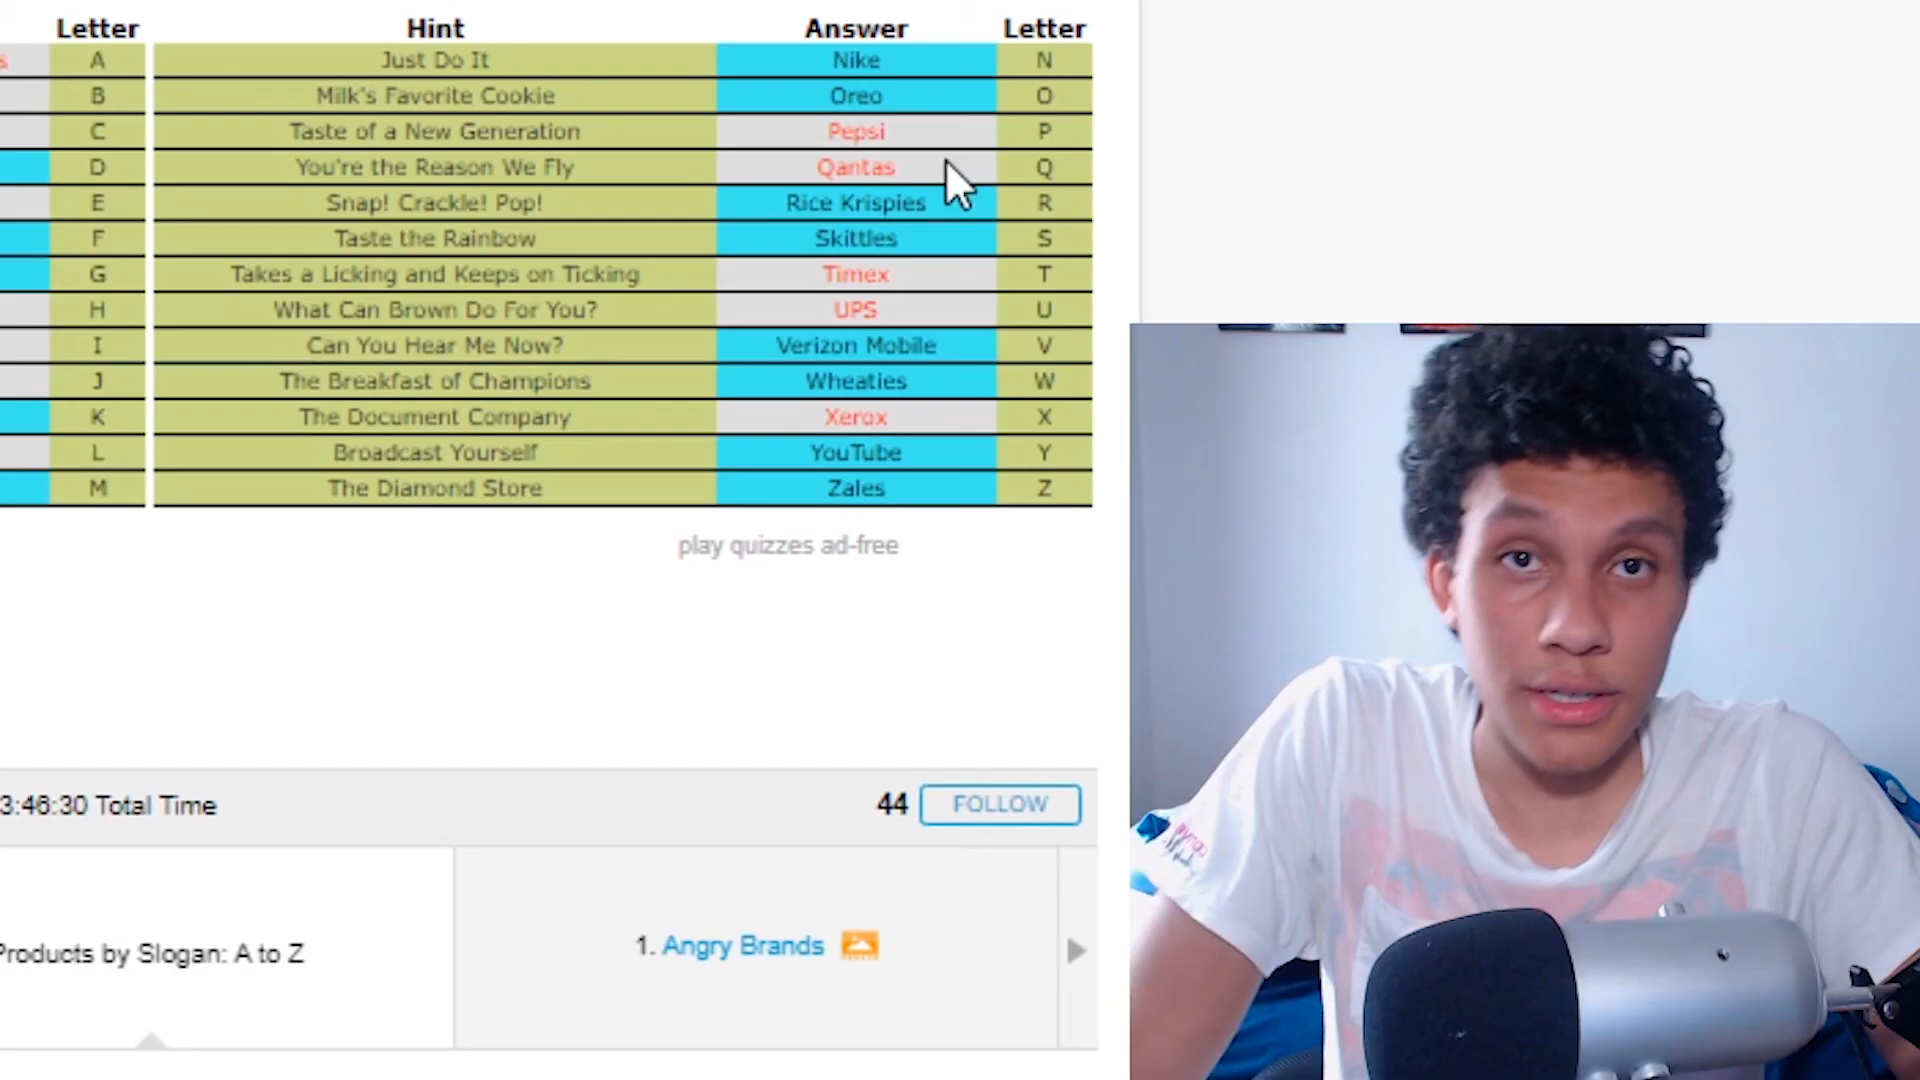 Letter Hint Answer Letter
s A Just Do It Nike N
B Milk's Favorite Cookie Oreo O
C Taste of a New Generation Pepsi P
D You're the Reason We Fly Qantas Q
E Snap! Crackle! Pop! Rice Krispies R
F Taste the Rainbow Skittles S
G Takes a Licking and Keeps on Ticking Timex T
H What Can Brown Do For You? UPS U
I Can You Hear Me Now? Verizon Mobile V
J The Breakfast of Champions Wheaties W
K The Document Company Xerox X
L Broadcast Yourself YouTube Y
M The Diamond Store Zales Z
play quizzes ad-free
3:46:30 Total Time 44 FOLLOW
Products by Slogan: A to Z 1. Angry Brands